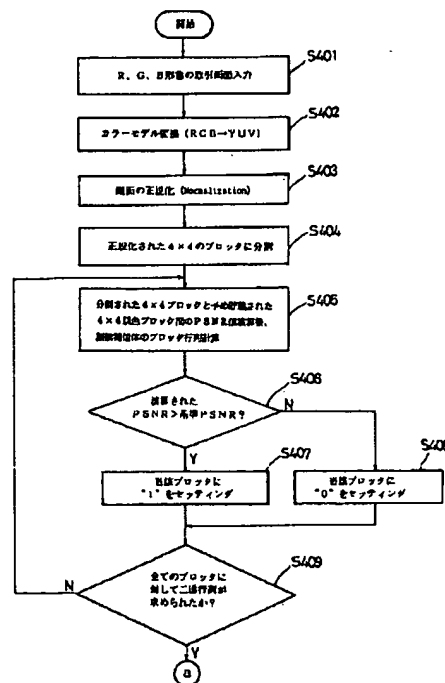 開始
S401
R、G、B形態の取引画面入力
S402
カラーモデル変換 (RGB→YUV)
S403
画面の正規化 (Nomalization)
S404
正規化された4×4のブロックに分割
S405
分割された4×4ブロックと予め貯蔵された
4×4肌色ブロック間のPSNR値演算後、
ブロック行列計算
S406
演算された
PSNR>基準PSNR?
N
Y
S407
当該ブロックに
"1"をセッティング
S408
当該ブロックに
"0"をセッティング
S409
全てのブロックに
対して二進行列が
求められたか?
N
Y
a